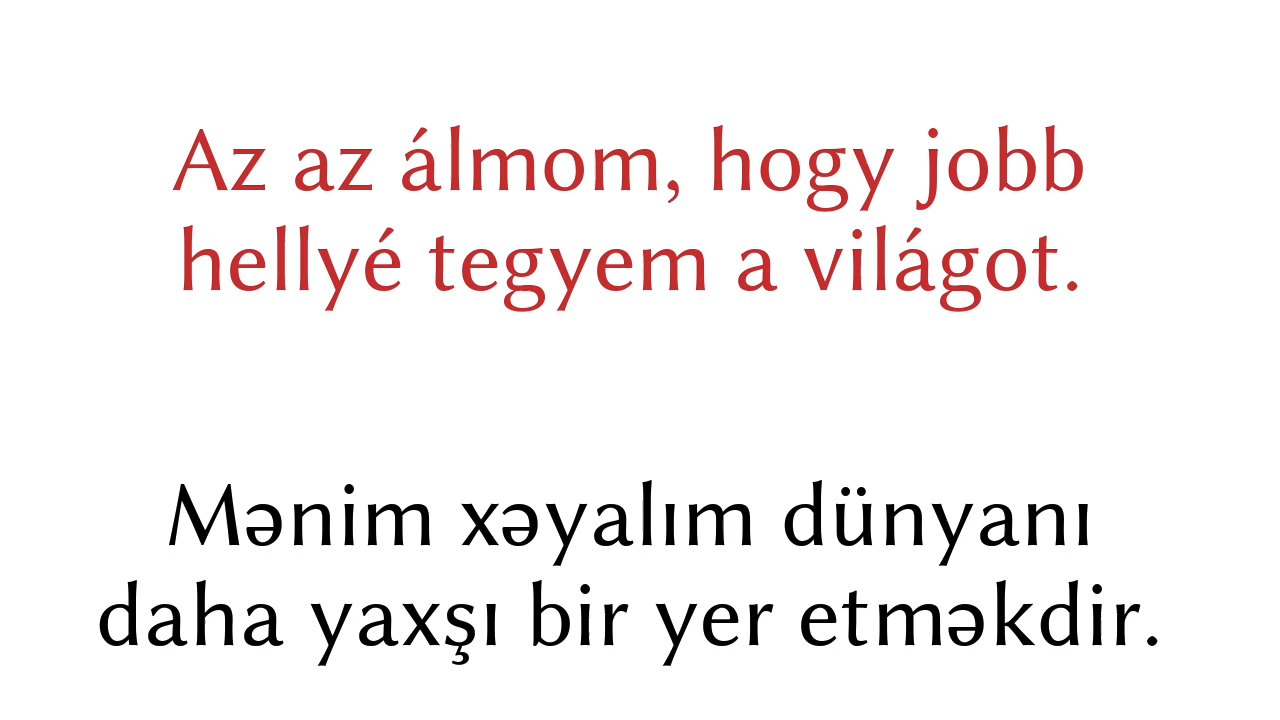 Az az álmom, hogy jobb
hellyé tegyem a világot.
Mənim xəyalım dünyanı
daha yaxşı bir yer etməkdir.